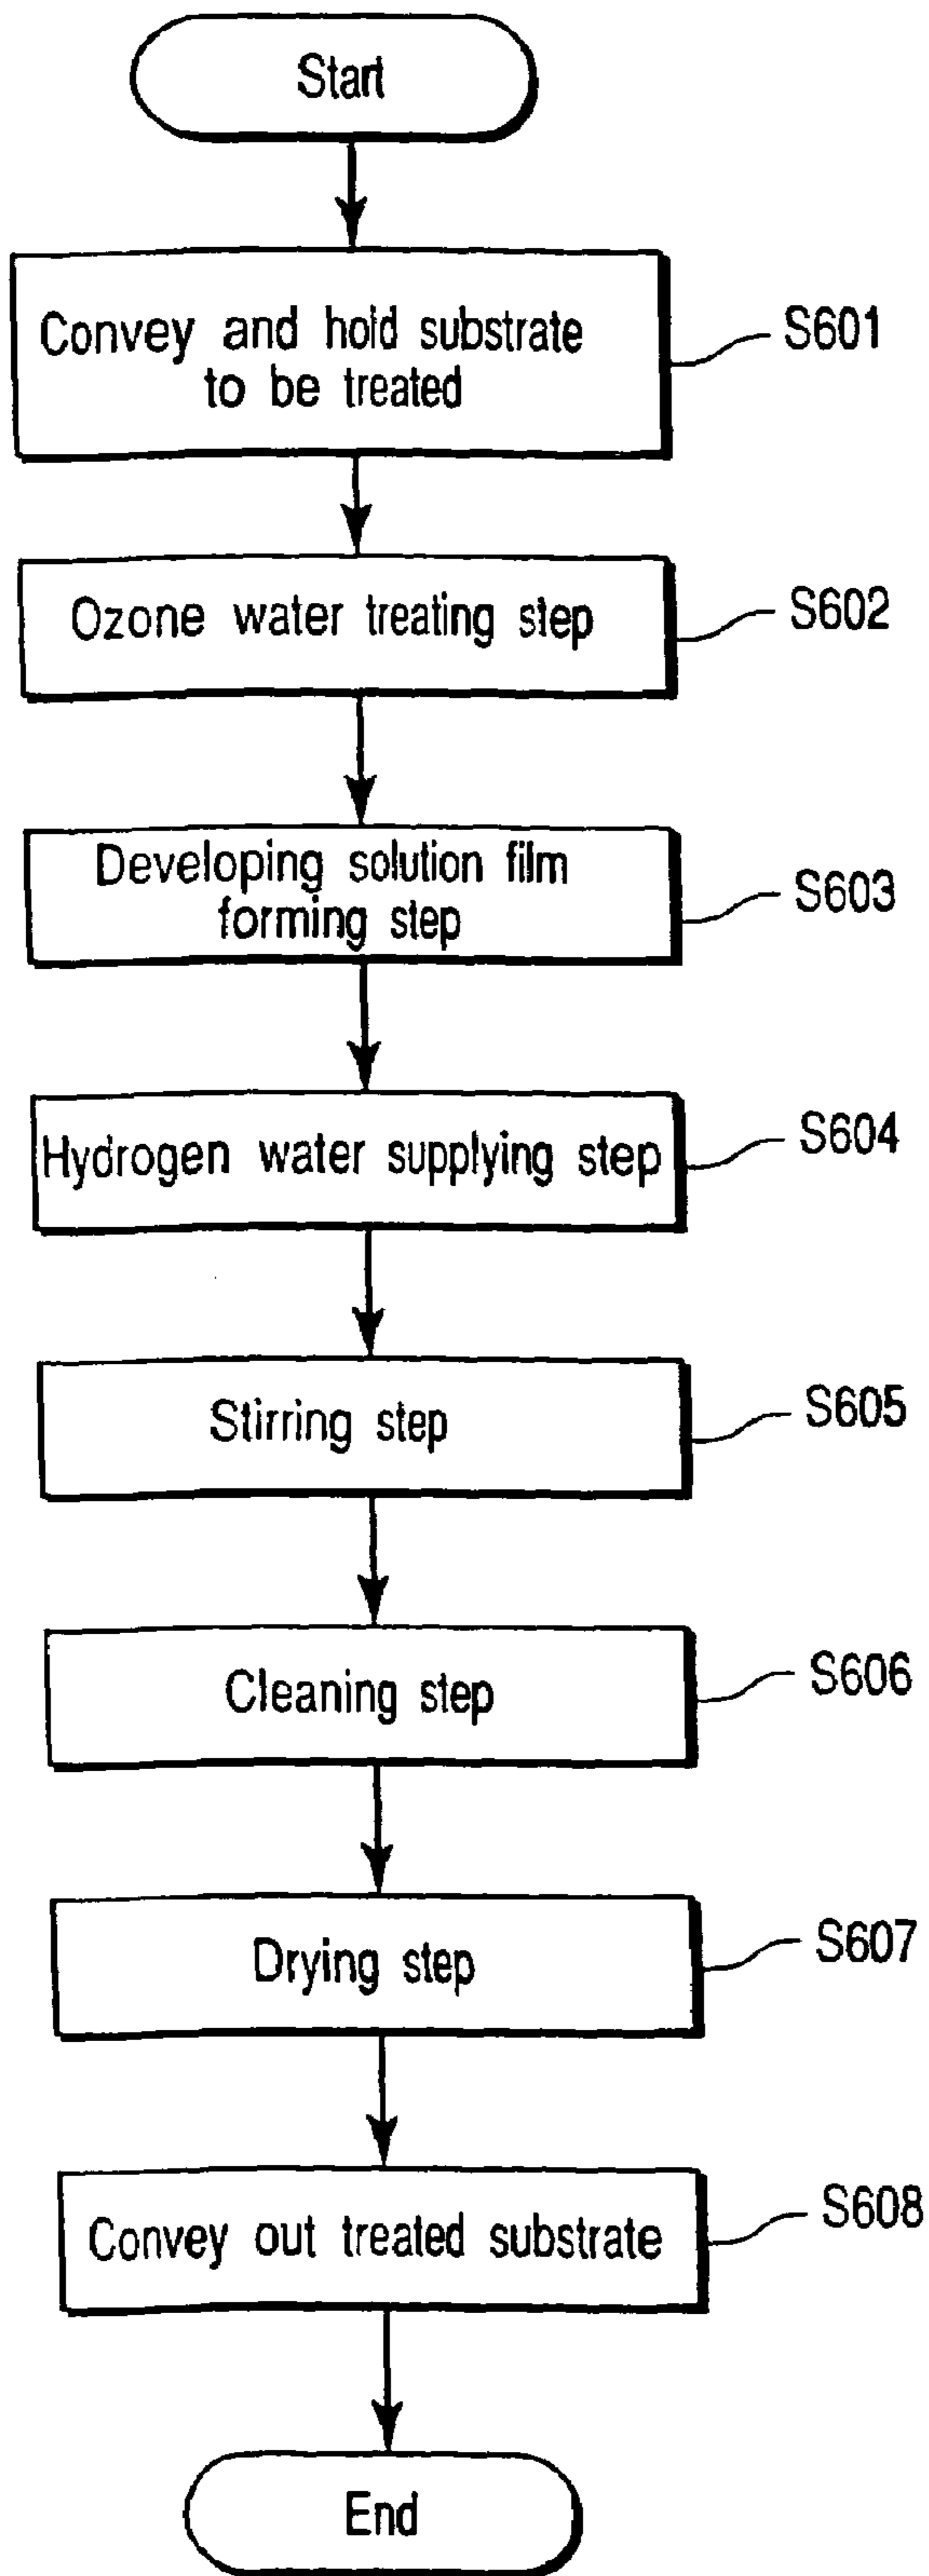 Start
Convey and hold substrate
to be treated
S601
Ozone water treating step
S602
Developing solution film
forming step
S603
Hydrogen water supplying step
S604
Stirring step
S605
Cleaning step
S606
Drying step
S607
Convey out treated substrate
S608
End